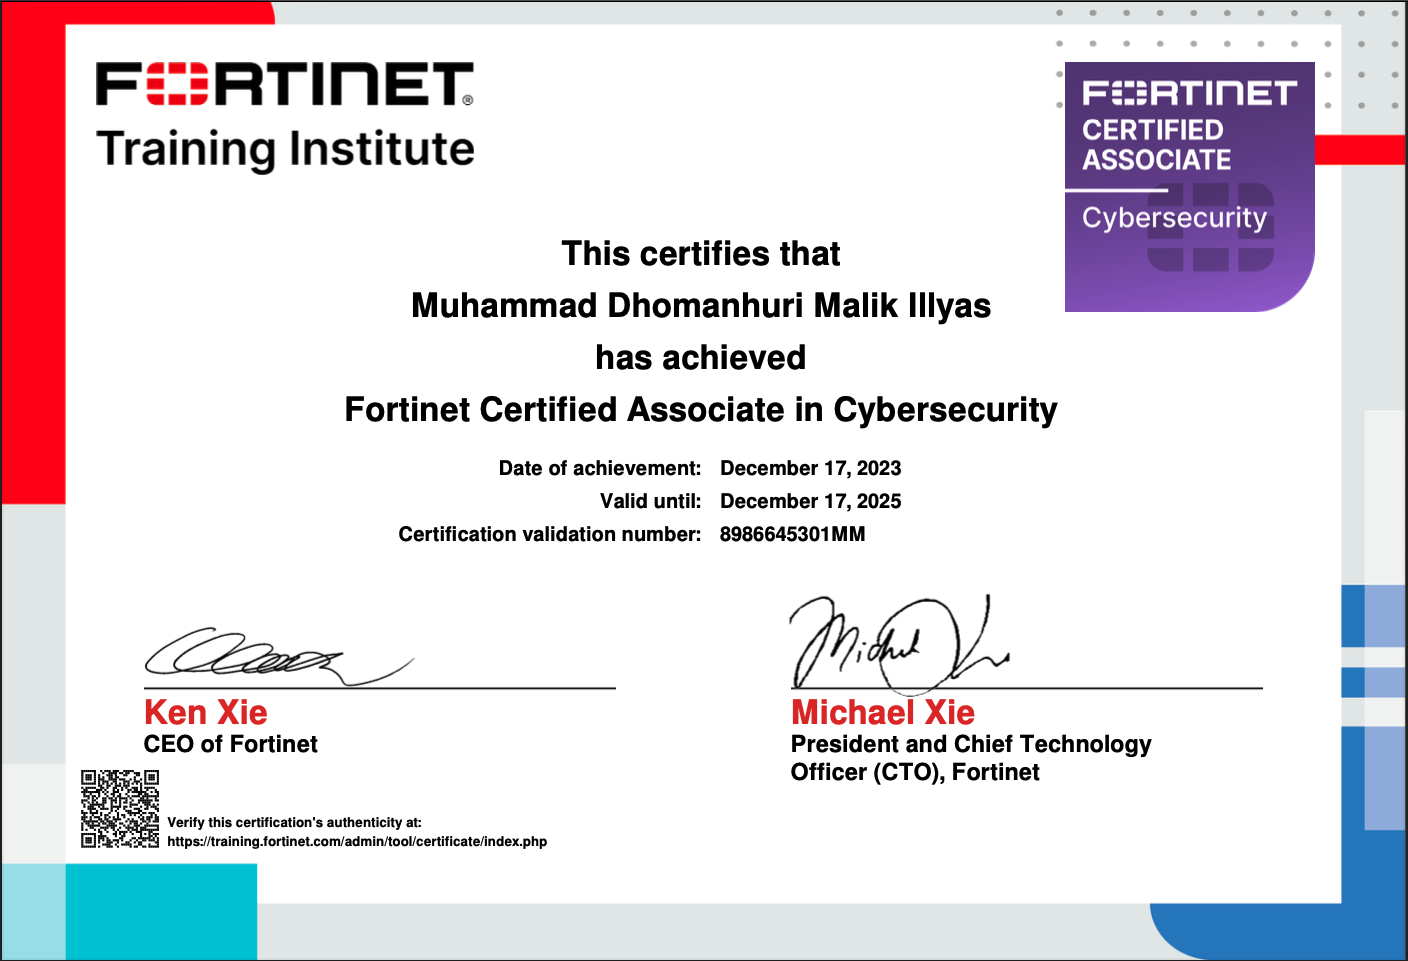 FORTINET®
Training Institute
FORTINET
CERTIFIED
ASSOCIATE
Cybersecurity
This certifies that
Muhammad Dhomanhuri Malik Illyas
has achieved
Fortinet Certified Associate in Cybersecurity
Date of achievement: December 17, 2023
Valid until: December 17, 2025
Certification validation number: 8986645301MM
Ken Xie
CEO of Fortinet
Michael Xie
President and Chief Technology
Officer (CTO), Fortinet
Verify this certification's authenticity at:
https://training.fortinet.com/admin/tool/certificate/index.php